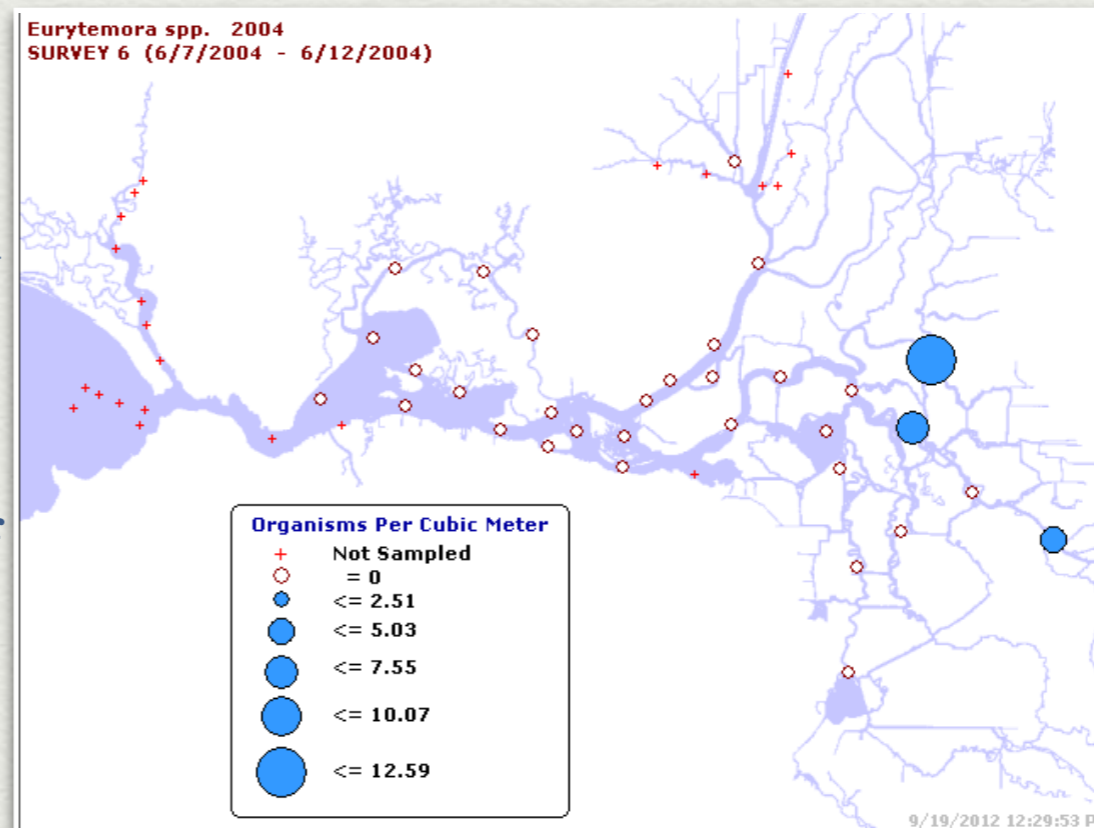 Eurytemora spp. 2004
SURVEY 6 (6/7/2004 - 6/12/2004)
Organisms Per Cubic Meter
Not Sampled
= 0
<= 2.51
<= 5.03
<= 7.55
<= 10.07
<= 12.59
9/19/2012 12:29:53 P